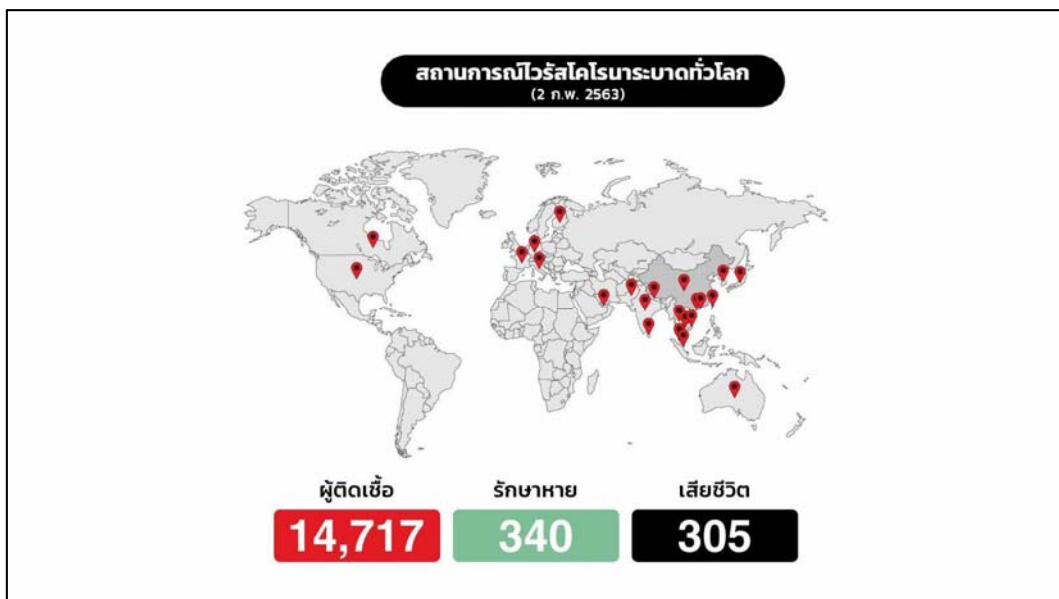 สถานการณ์ไวรัสโคโรนาระบาดทั่วโลก
(2 ก.พ. 2563)
ผู้ติดเชื้อ รักษาหาย เสียชีวิต
14,717 340 305